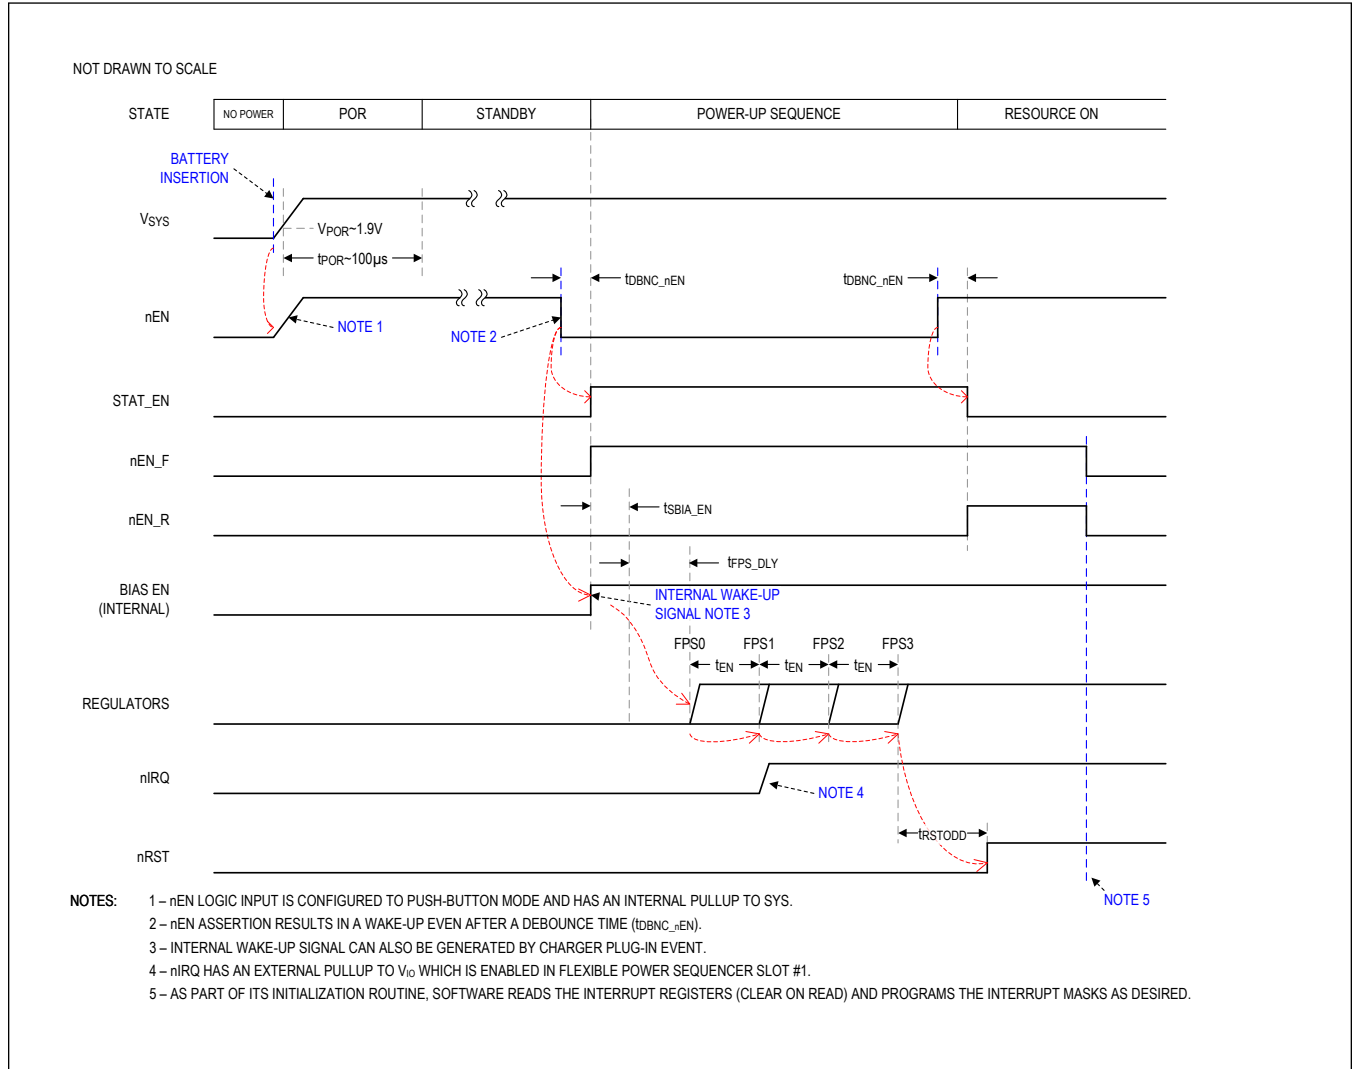 NOT DRAWN TO SCALE
STATE NO POWER POR STANDBY POWER-UP SEQUENCE RESOURCE ON
BATTERY
INSERTION
VSYS
VPOR~1.9V
tPOR~100µs
tDBNC_nEN tDBNC_nEN
nEN
NOTE 1
NOTE 2
STAT_EN
nEN_F
nEN_R
tSBIA_EN
tFPS_DLY
BIAS EN
(INTERNAL)
INTERNAL WAKE-UP
SIGNAL NOTE 3
FPS0 FPS1 FPS2 FPS3
tEN tEN tEN
REGULATORS
nIRQ
NOTE 4
tRSTODD
nRST
NOTE 5
NOTES: 1 – nEN LOGIC INPUT IS CONFIGURED TO PUSH-BUTTON MODE AND HAS AN INTERNAL PULLUP TO SYS.
2 – nEN ASSERTION RESULTS IN A WAKE-UP EVEN AFTER A DEBOUNCE TIME (tDBNC_nEN).
3 – INTERNAL WAKE-UP SIGNAL CAN ALSO BE GENERATED BY CHARGER PLUG-IN EVENT.
4 – nIRQ HAS AN EXTERNAL PULLUP TO VIO WHICH IS ENABLED IN FLEXIBLE POWER SEQUENCER SLOT #1.
5 – AS PART OF ITS INITIALIZATION ROUTINE, SOFTWARE READS THE INTERRUPT REGISTERS (CLEAR ON READ) AND PROGRAMS THE INTERRUPT MASKS AS DESIRED.